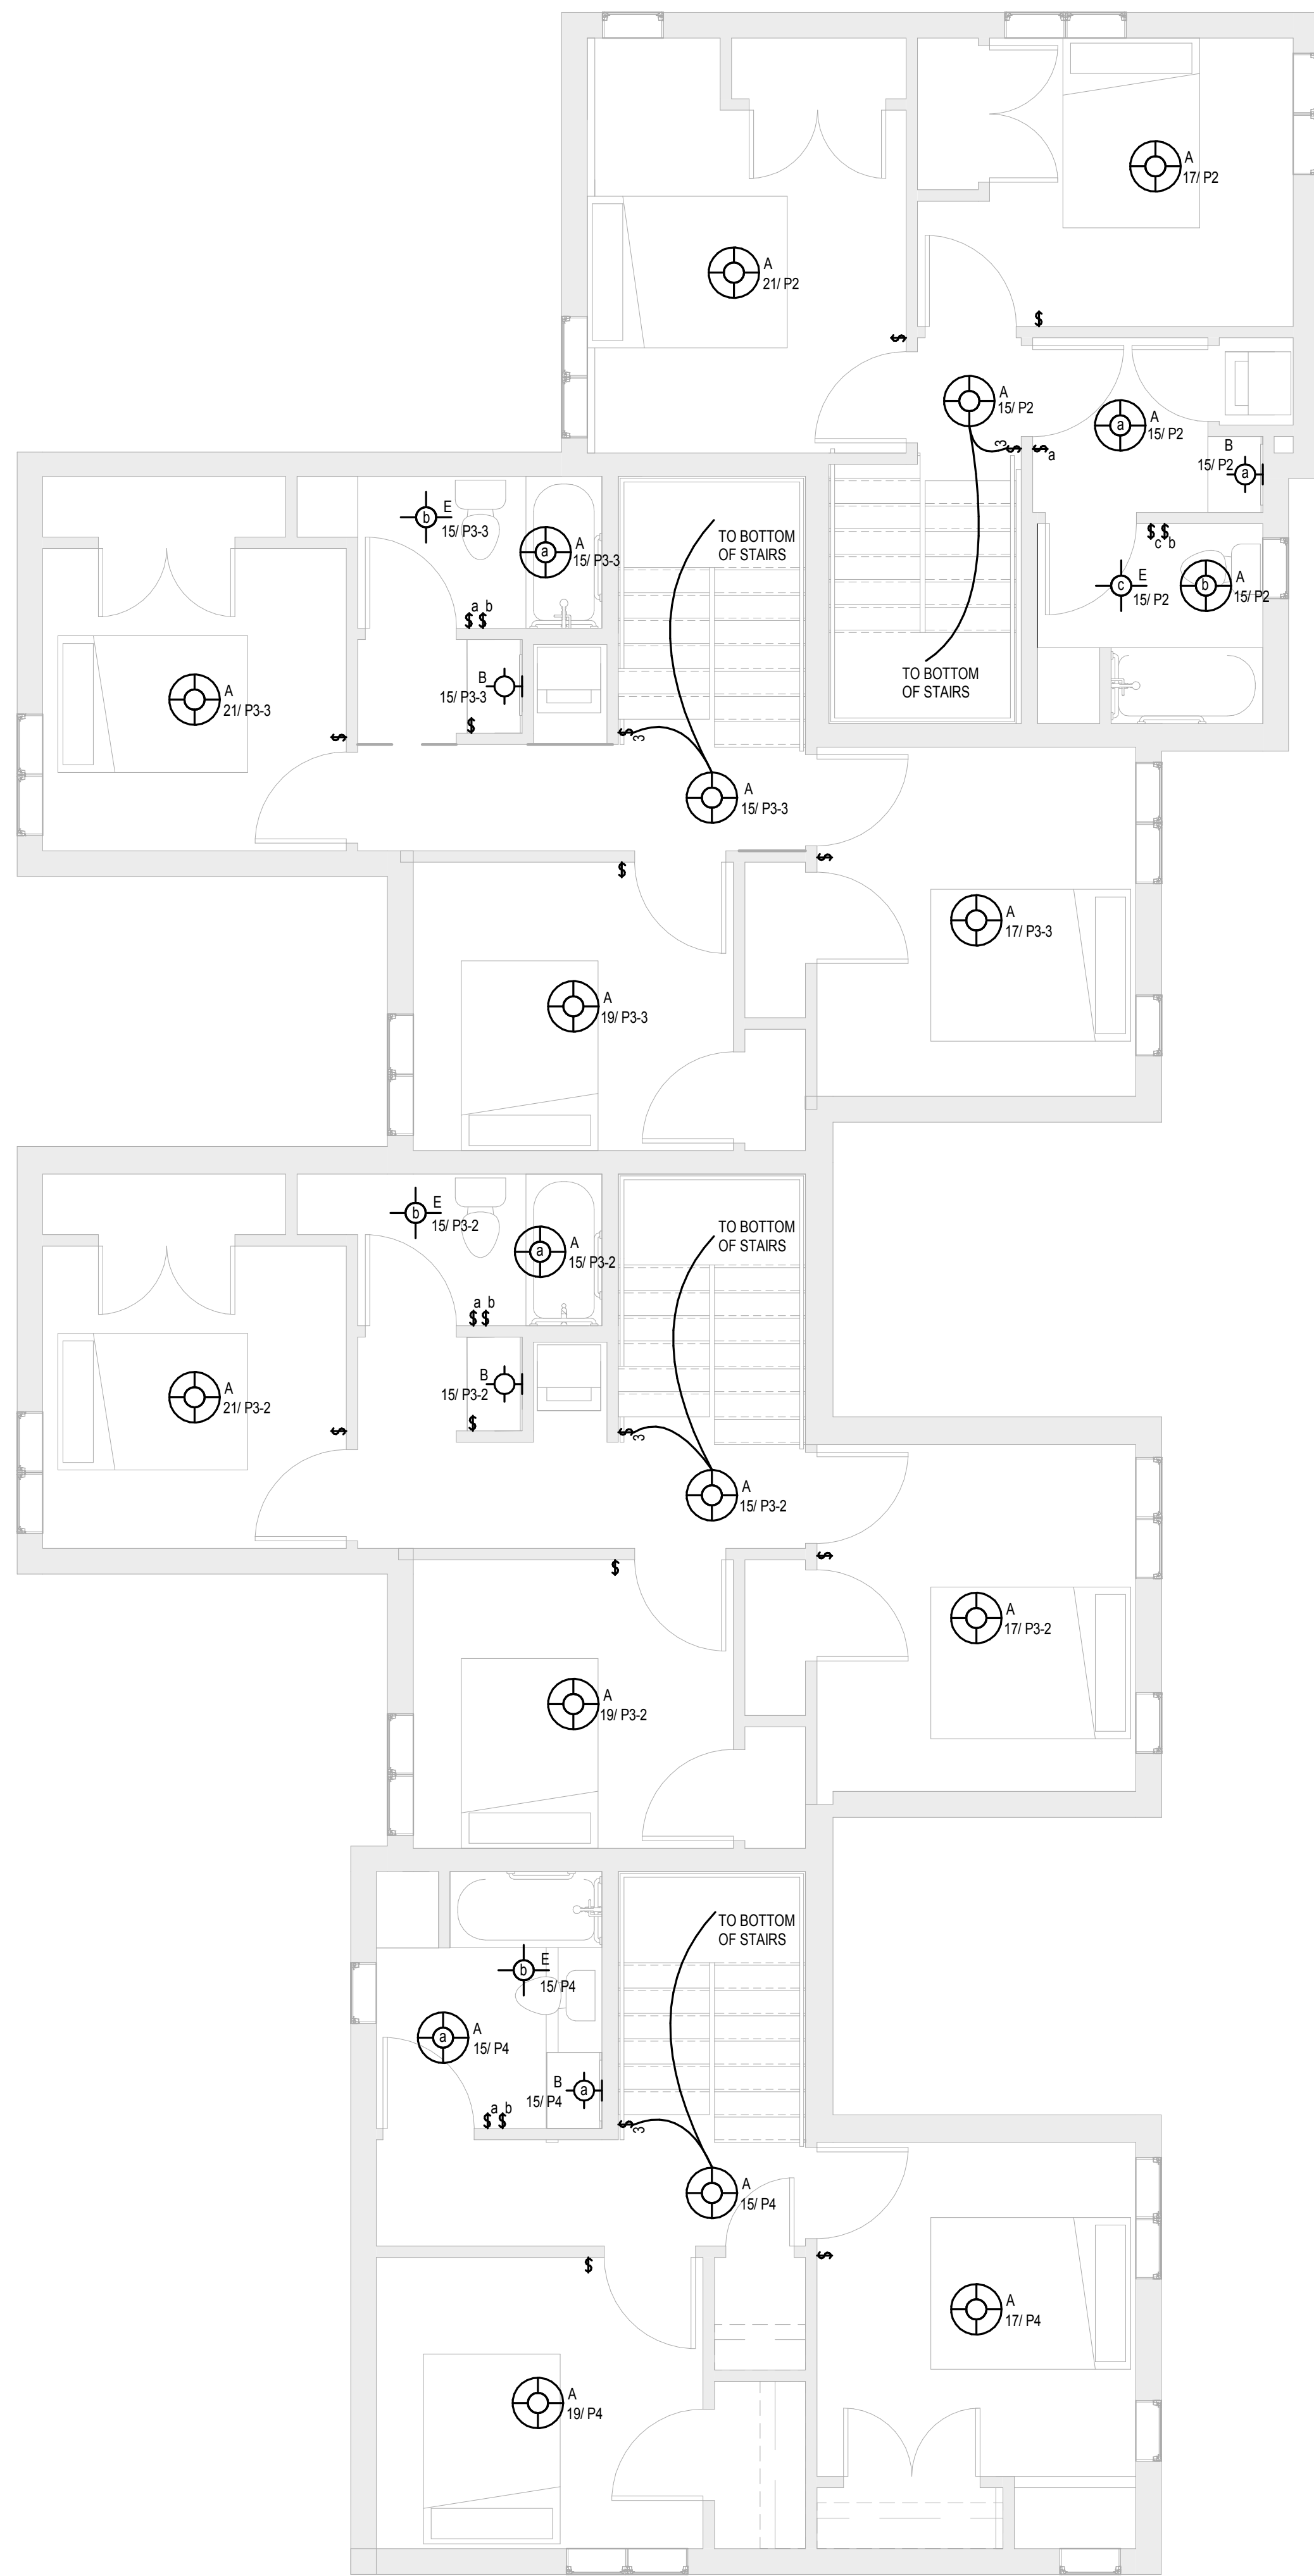 A
17/ P2
A
21/ P2
$
$
A
15/ P2
3
$
$
a
A
a
15/ P2
B
15/ P2
a
$ $
c b
c
E
15/ P2
b
A
15/ P2
TO BOTTOM
OF STAIRS
b
E
15/ P3-3
a
A
15/ P3-3
a b
$ $
TO BOTTOM
OF STAIRS
B
15/ P3-3
$
A
21/ P3-3
$
$
3
A
15/ P3-3
$
$
A
17/ P3-3
A
19/ P3-3
b
E
15/ P3-2
a
A
15/ P3-2
a b
$ $
TO BOTTOM
OF STAIRS
B
15/ P3-2
$
A
21/ P3-2
$
$
3
A
15/ P3-2
$
$
A
17/ P3-2
A
19/ P3-2
TO BOTTOM
OF STAIRS
b
E
15/ P4
a
A
15/ P4
B
15/ P4
a
a b
$ $
$
3
A
15/ P4
$
$
A
17/ P4
A
19/ P4